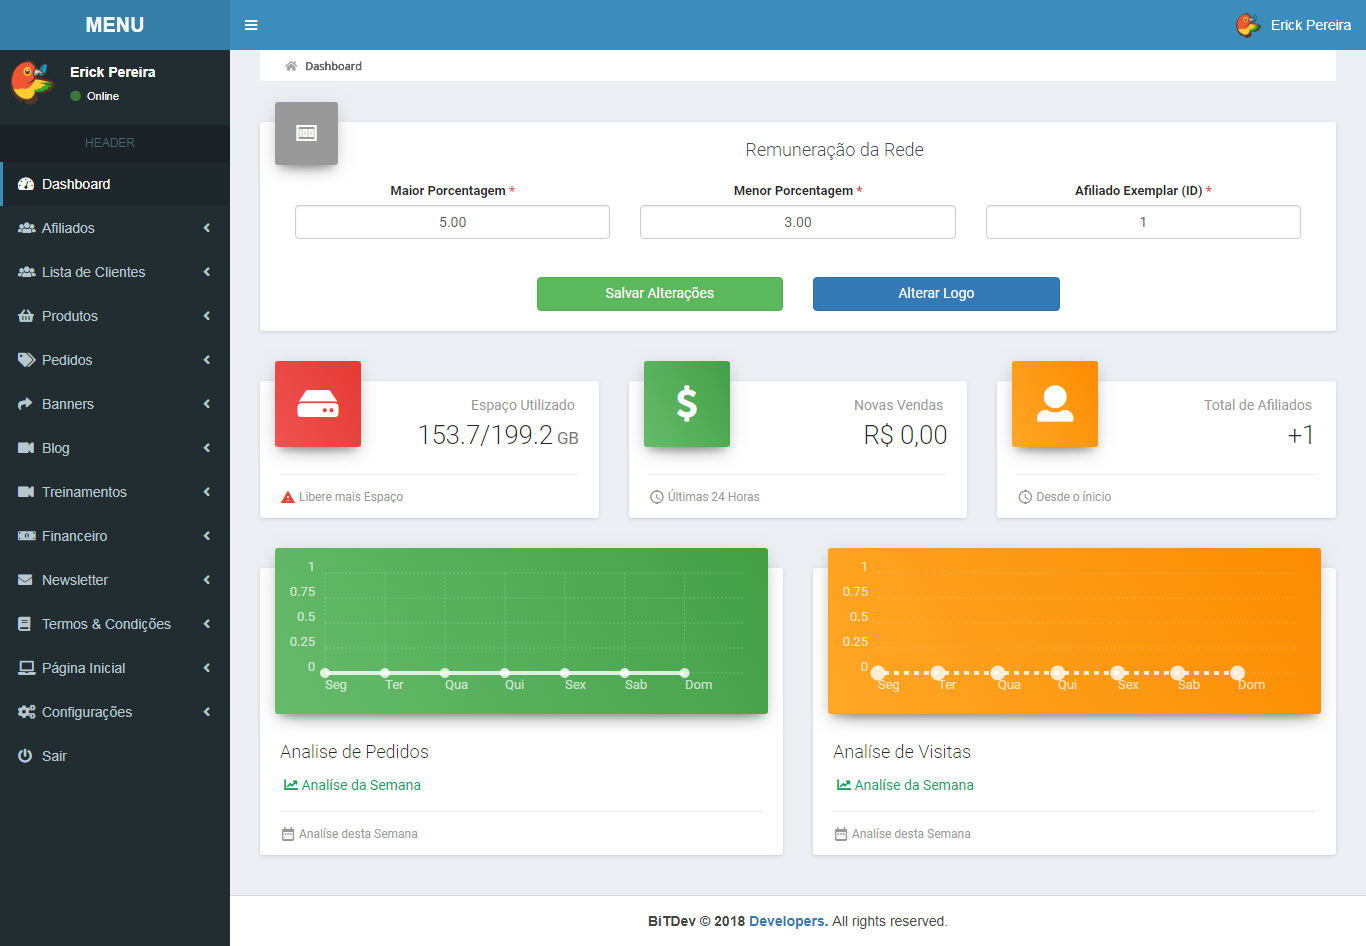 MENU
Erick Pereira
Erick Pereira
Online
HEADER
Dashboard
Afiliados
Lista de Clientes
Produtos
Pedidos
Banners
Blog
Treinamentos
Financeiro
Newsletter
Termos & Condições
Página Inicial
Configurações
Sair
Dashboard
Remuneração da Rede
Maior Porcentagem *
5.00
Menor Porcentagem *
3.00
Afiliado Exemplar (ID) *
1
Salvar Alterações
Alterar Logo
Espaço Utilizado
153.7/199.2 GB
Libere mais Espaço
Novas Vendas
R$ 0,00
Últimas 24 Horas
Total de Afiliados
+1
Desde o ínicio
1
0.75
0.5
0.25
0
Seg Ter Qua Qui Sex Sab Dom
Analise de Pedidos
Analíse da Semana
Analíse desta Semana
1
0.75
0.5
0.25
0
Seg Ter Qua Qui Sex Sab Dom
Analíse de Visitas
Analíse da Semana
Analíse desta Semana
BiTDev © 2018 Developers. All rights reserved.